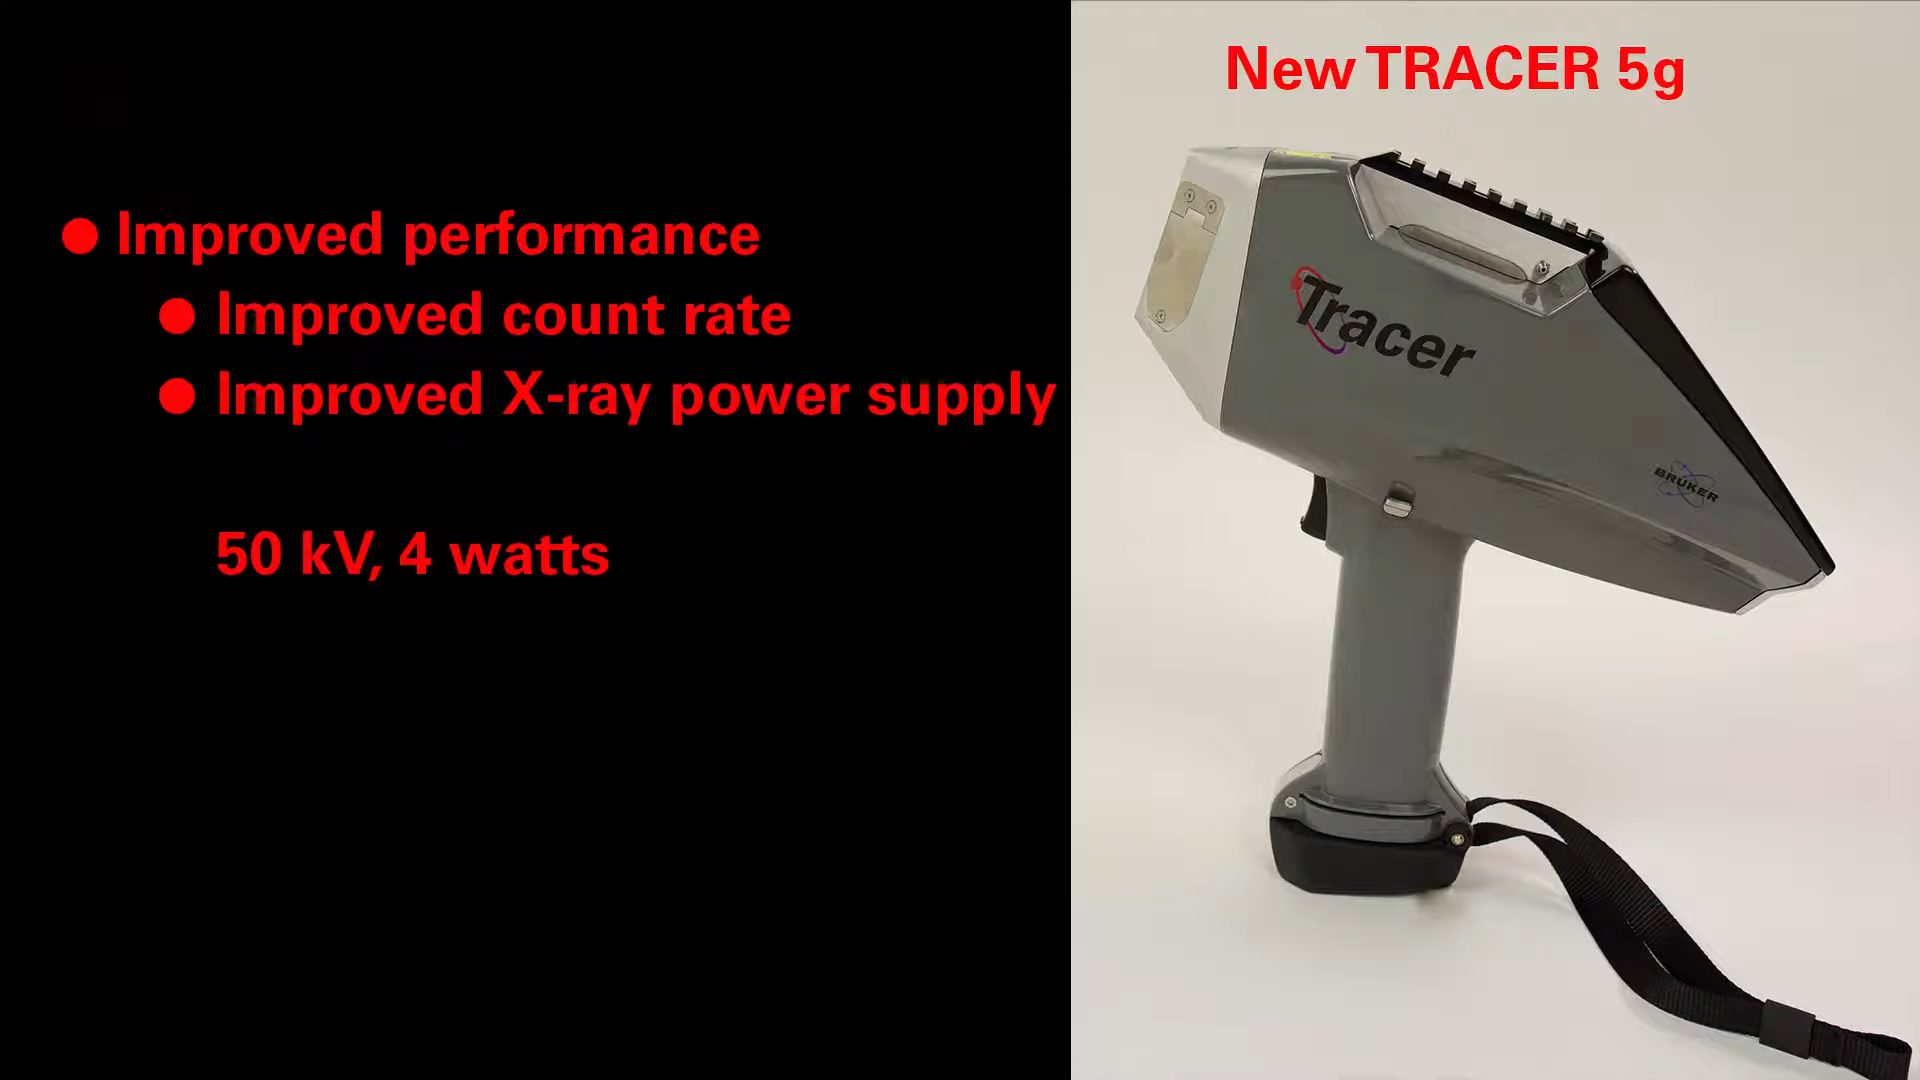 New TRACER 5g
● Improved performance
● Improved count rate
● Improved X-ray power supply
50 kV, 4 watts
Tracer
BRUKER